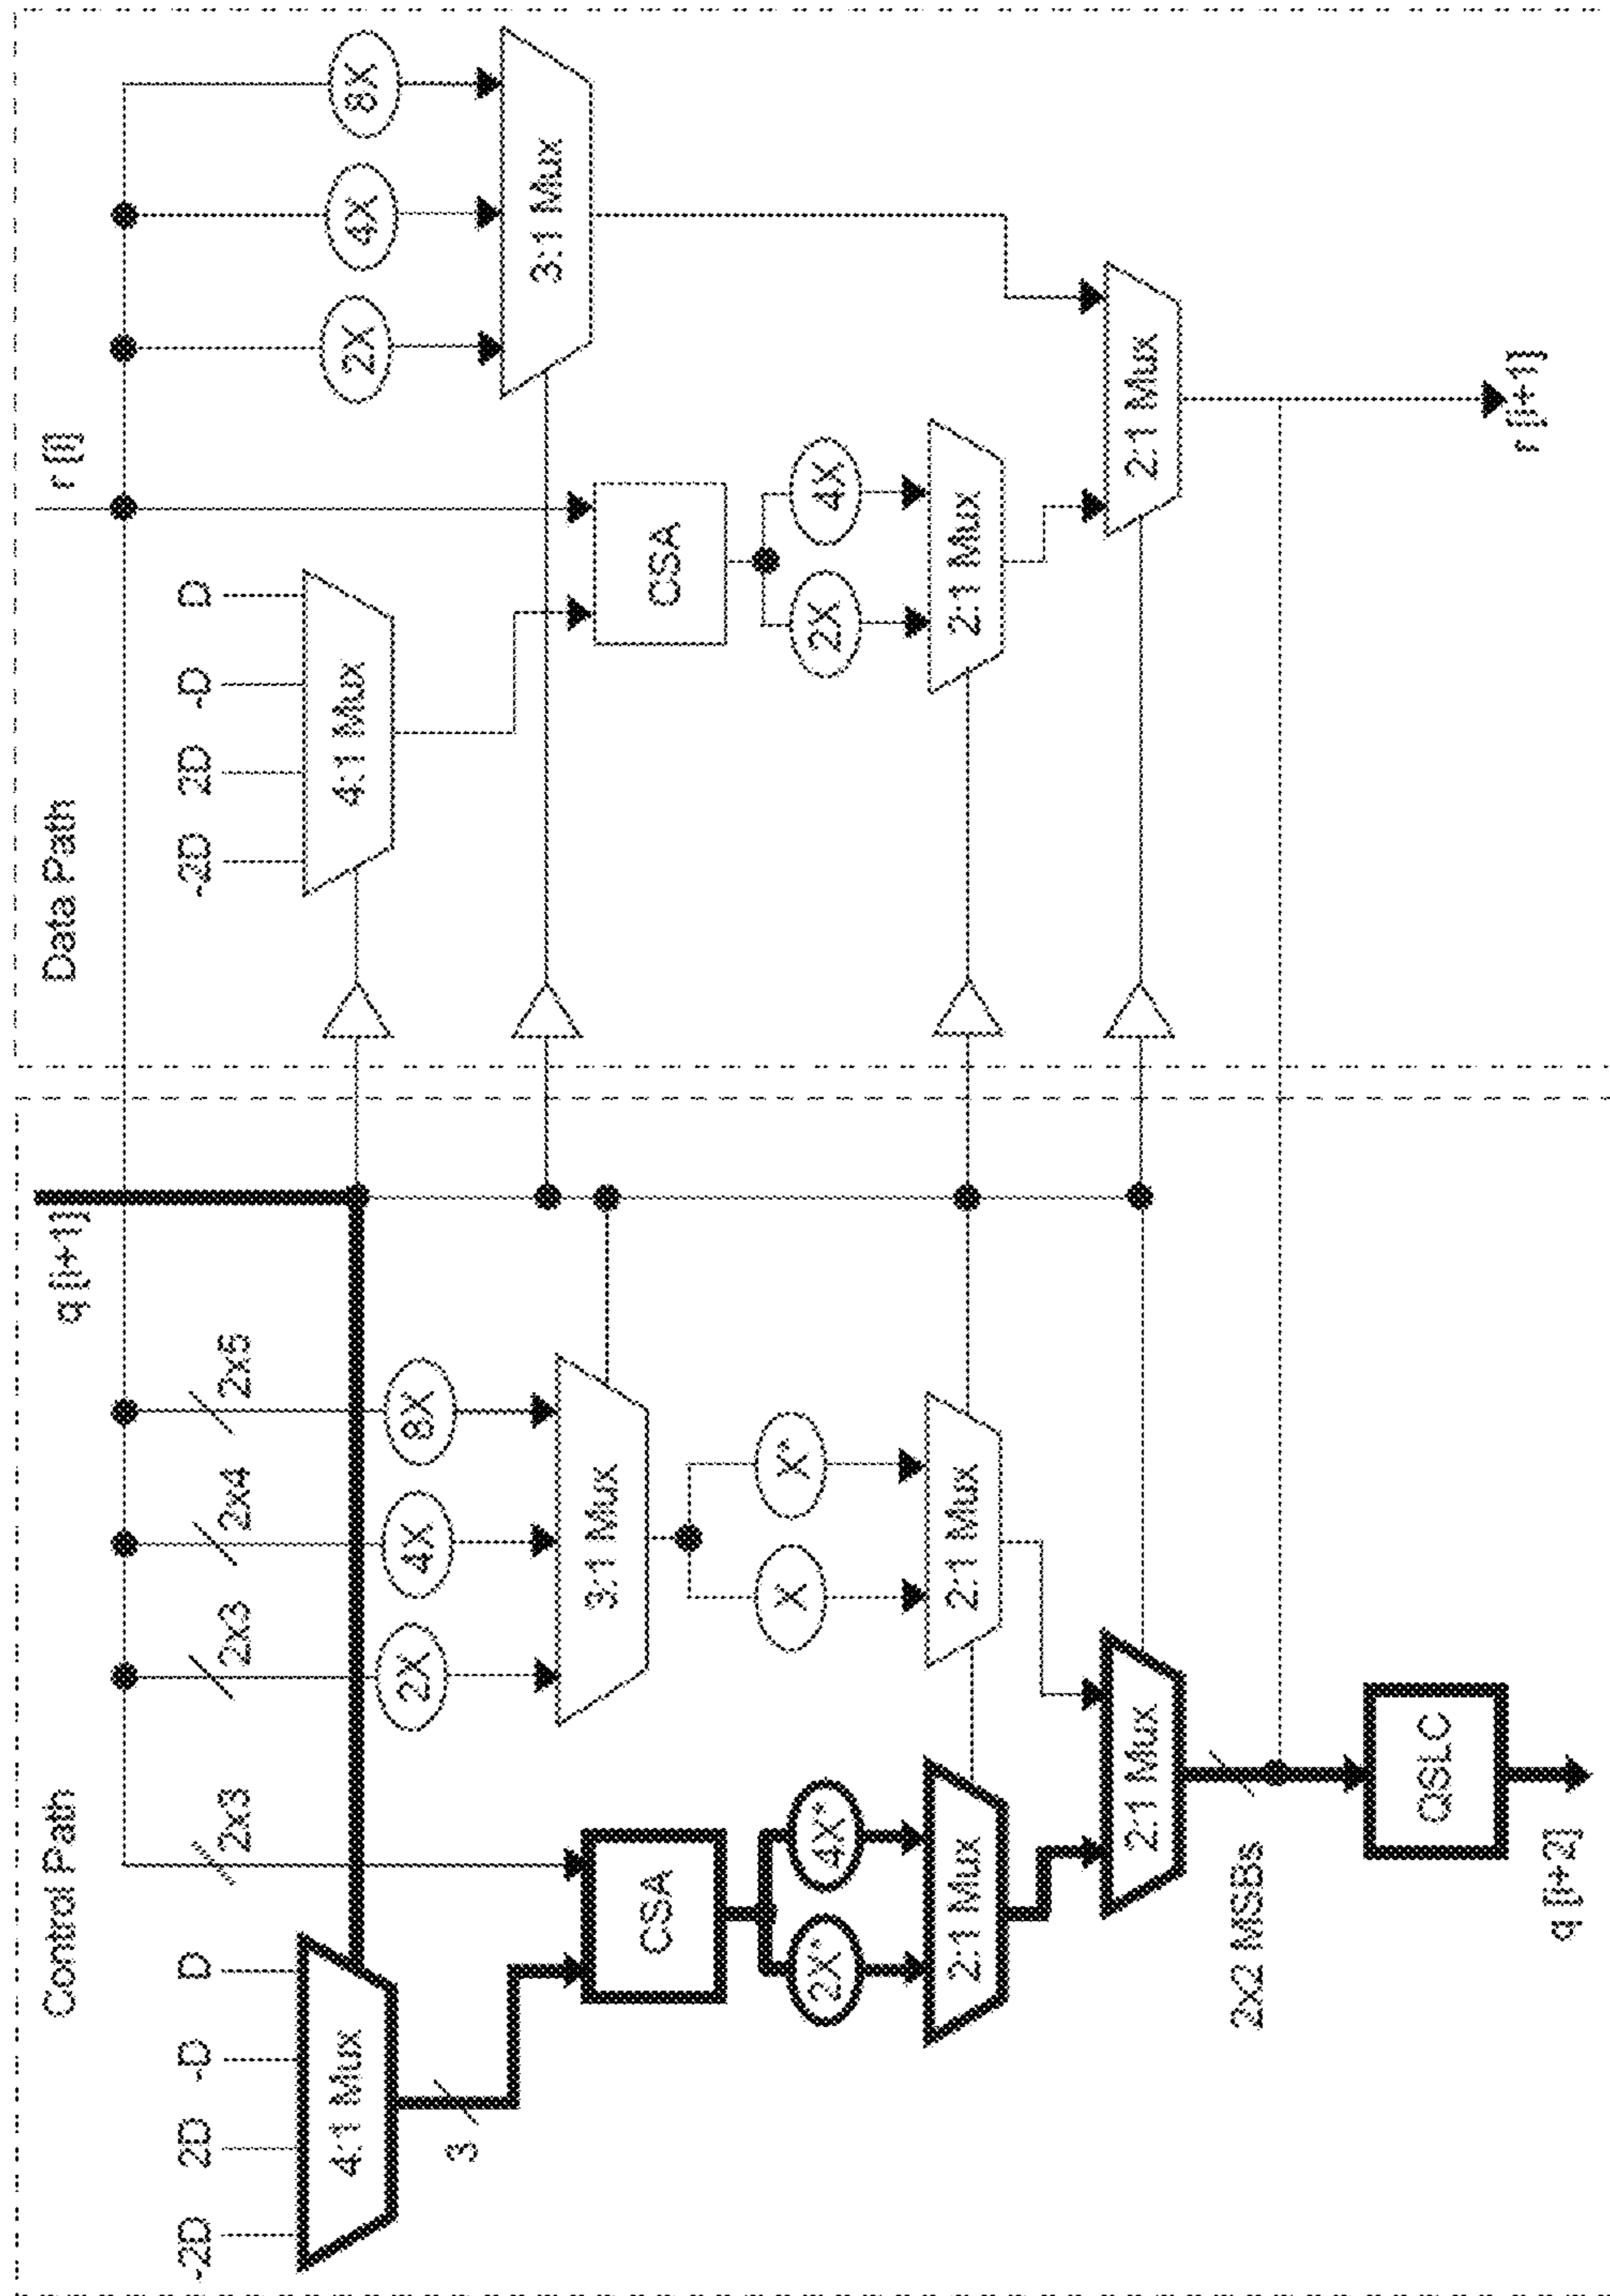 Control Path
Data Path
q [j+1]
r [j]
-2D
2D
-D
D
2x3
2x3
2x4
2x5
-2D
2D
-D
D
4:1 Mux
4:1 Mux
2X
4X
8X
2X
4X
8X
3
3:1 Mux
3:1 Mux
CSA
CSA
2X*
4X*
X
X*
2X
4X
2:1 Mux
2:1 Mux
2:1 Mux
2:1 Mux
2:1 Mux
2x2 MSBs
QSLC
q [j+2]
r [j+1]